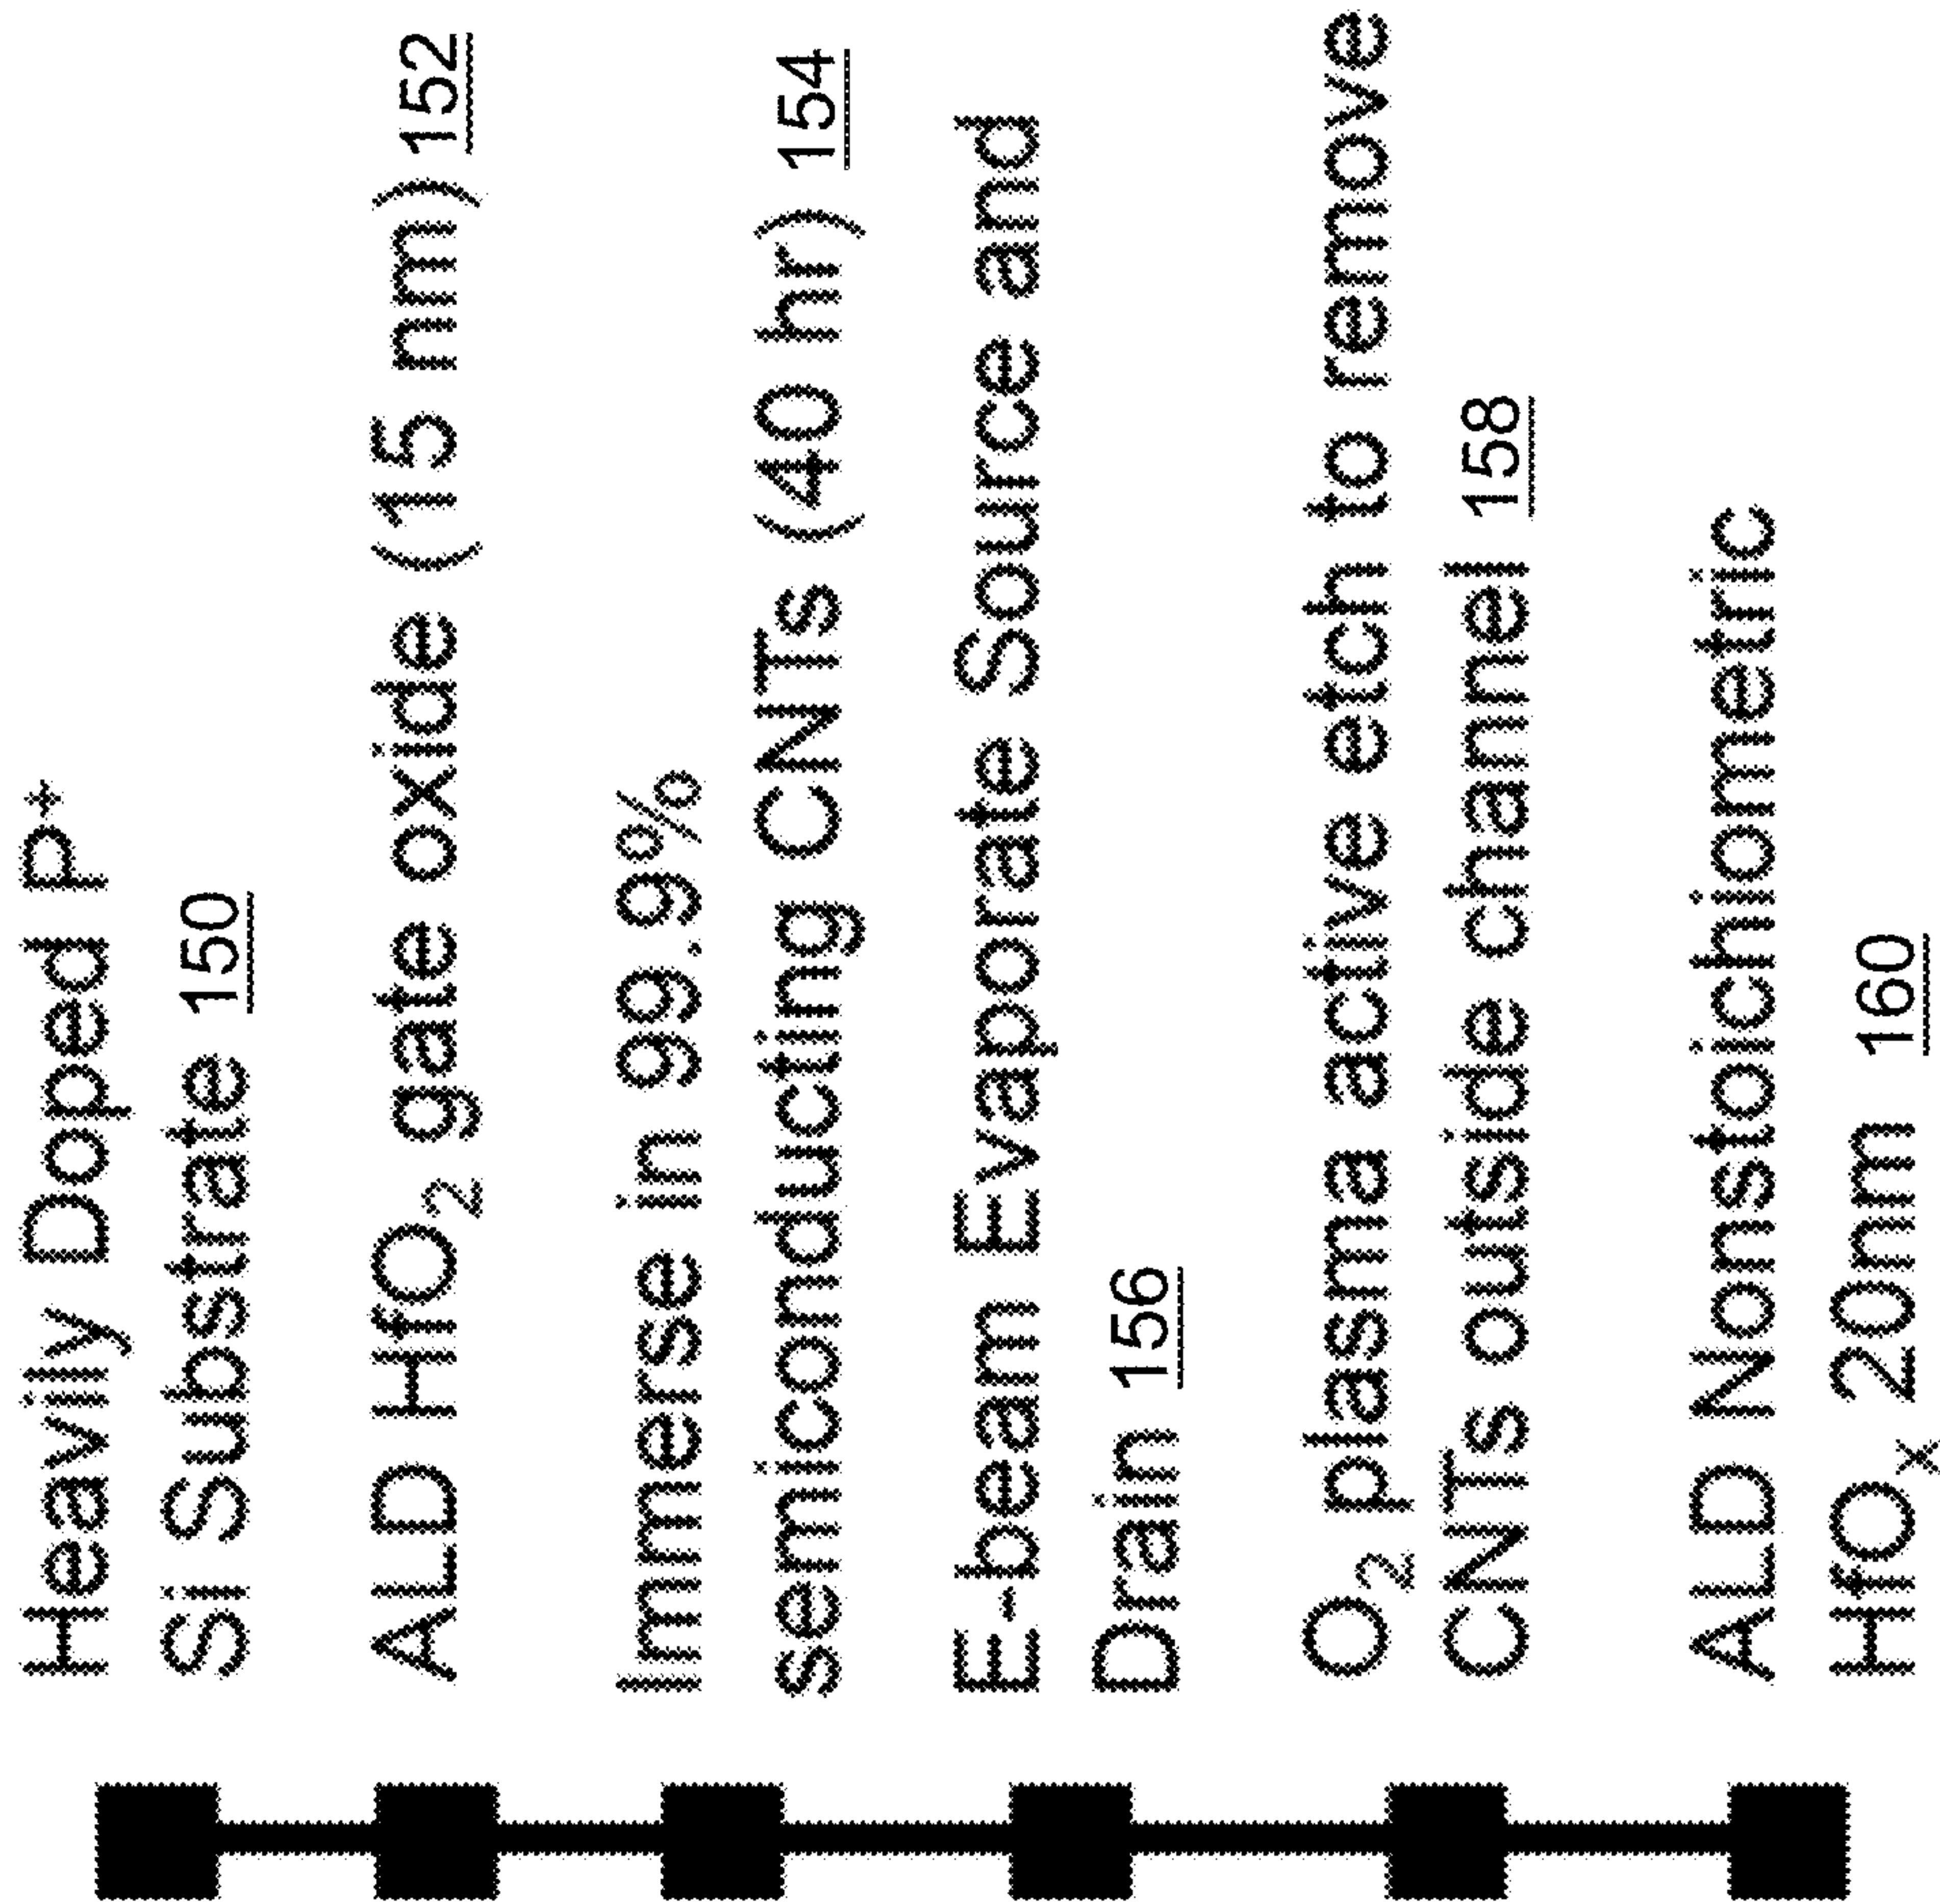 Heavily Doped P⁺
Si Substrate 150
ALD HfO₂ gate oxide (15 nm) 152
Immerse in 99.9%
semiconducting CNTs (40 hr) 154
E-beam Evaporate Source and
Drain 156
O₂ plasma active etch to remove
CNTs outside channel 158
ALD Nonstoichiometric
HfOₓ 20nm 160